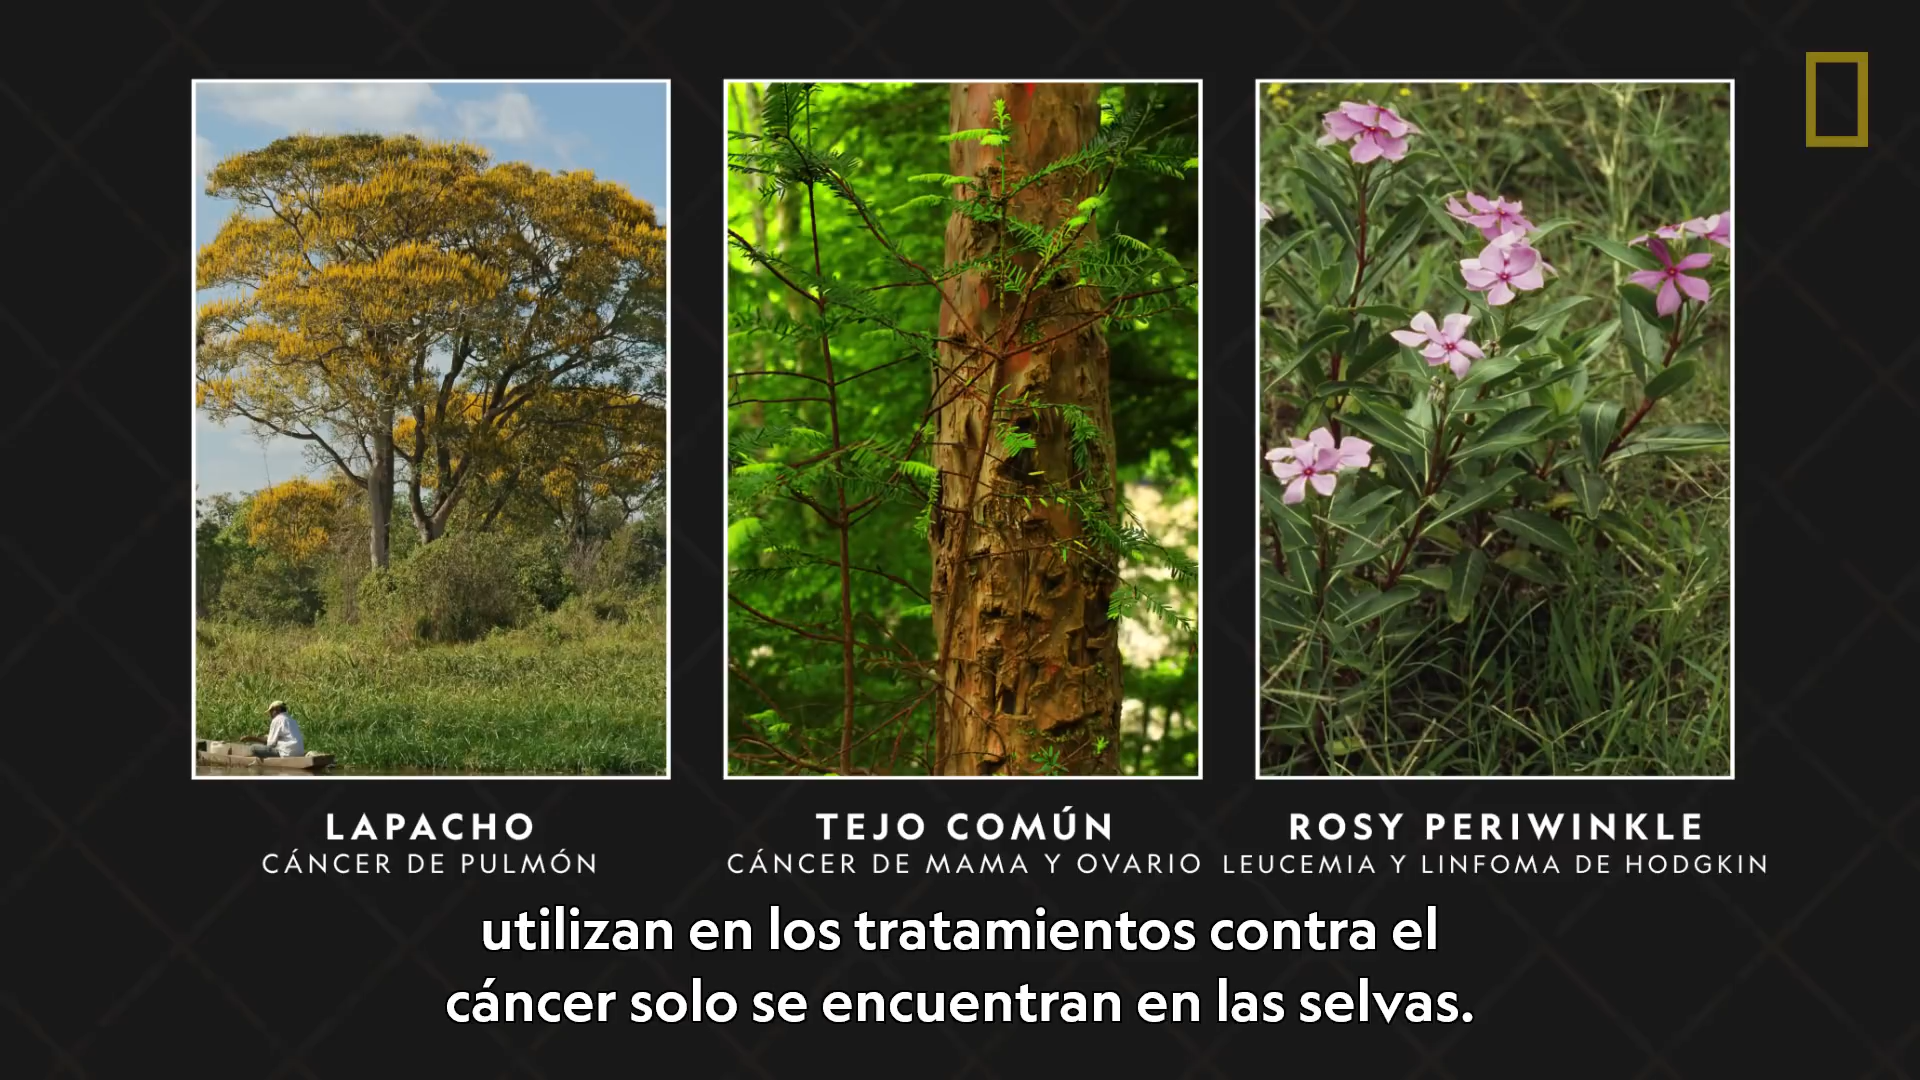 LAPACHO
CÁNCER DE PULMÓN
TEJO COMÚN
CÁNCER DE MAMA Y OVARIO
ROSY PERIWINKLE
LEUCEMIA Y LINFOMA DE HODGKIN
utilizan en los tratamientos contra el
cáncer solo se encuentran en las selvas.